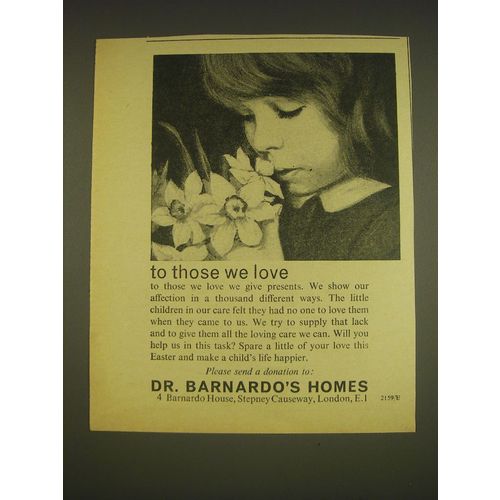 to those we love
to those we love we give presents. We show our
affection in a thousand different ways. The little
children in our care felt they had no one to love them
when they came to us. We try to supply that lack
and to give them all the loving care we can. Will you
help us in this task? Spare a little of your love this
Easter and make a child's life happier.
Please send a donation to:
DR. BARNARDO'S HOMES
4 Barnardo House, Stepney Causeway, London, E.1 2159/E